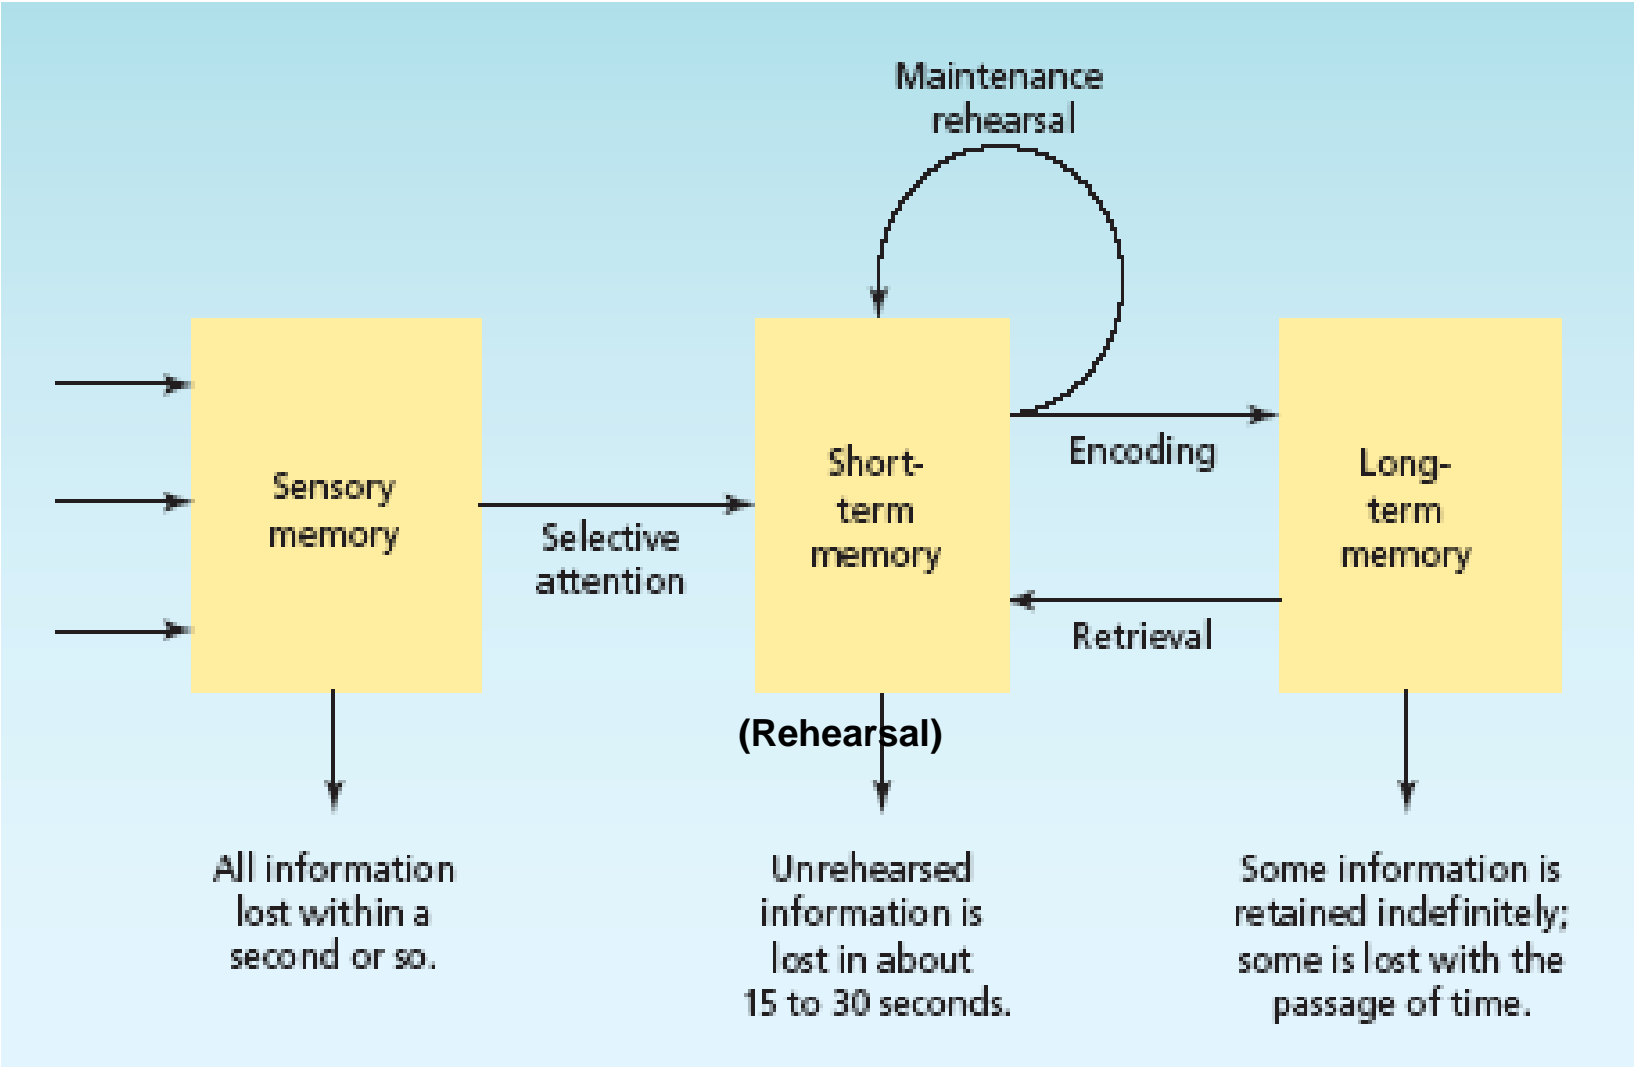 Maintenance
rehearsal
Sensory
memory
Selective
attention
Short-
term
memory
Encoding
Retrieval
Long-
term
memory
(Rehearsal)
All information
lost within a
second or so.
Unrehearsed
information is
lost in about
15 to 30 seconds.
Some information is
retained indefinitely;
some is lost with the
passage of time.